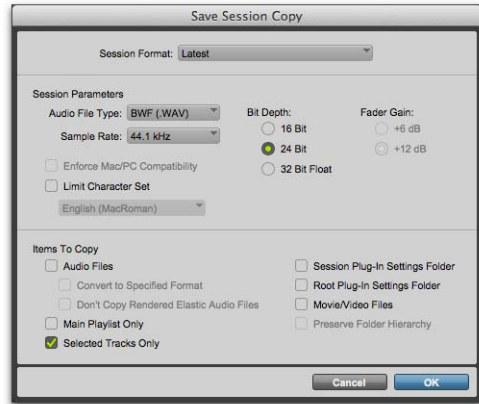 Save Session Copy
Session Format: Latest
Session Parameters
Audio File Type: BWF (.WAV)
Sample Rate: 44.1 kHz
Enforce Mac/PC Compatibility
Limit Character Set
English (MacRoman)
Bit Depth:
16 Bit
24 Bit
32 Bit Float
Fader Gain:
+6 dB
+12 dB
Items To Copy
Audio Files
Convert to Specified Format
Don't Copy Rendered Elastic Audio Files
Main Playlist Only
Selected Tracks Only
Session Plug-In Settings Folder
Root Plug-In Settings Folder
Movie/Video Files
Preserve Folder Hierarchy
Cancel
OK